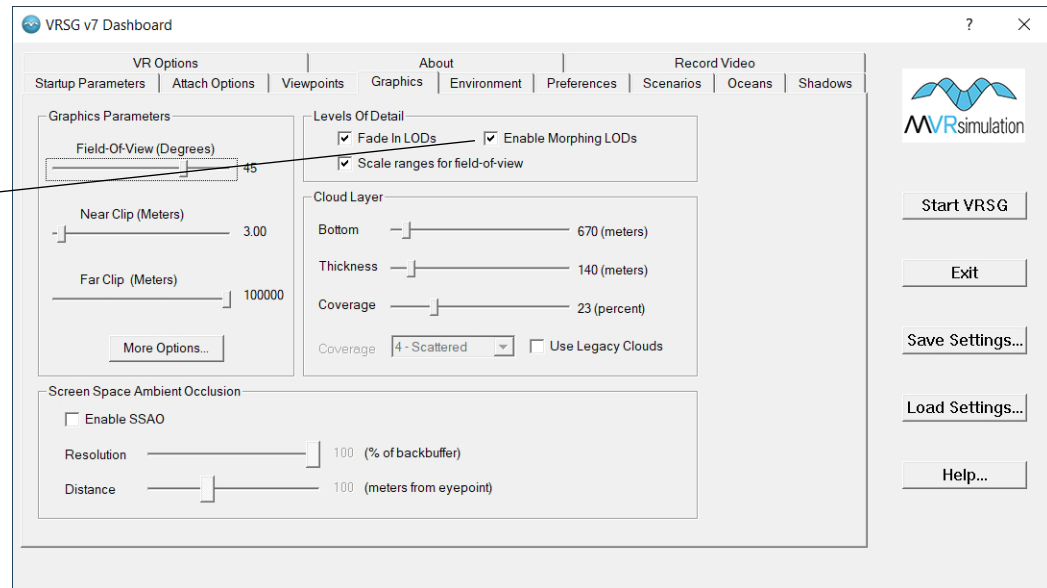 VRSG v7 Dashboard
VR Options About Record Video
Startup Parameters Attach Options Viewpoints Graphics Environment Preferences Scenarios Oceans Shadows
Graphics Parameters
Field-Of-View (Degrees)
45
Near Clip (Meters)
3.00
Far Clip (Meters)
100000
More Options...
Levels Of Detail
Fade In LODs Enable Morphing LODs
Scale ranges for field-of-view
Cloud Layer
Bottom 670 (meters)
Thickness 140 (meters)
Coverage 23 (percent)
Coverage 4 - Scattered Use Legacy Clouds
Screen Space Ambient Occlusion
Enable SSAO
Resolution 100 (% of backbuffer)
Distance 100 (meters from eyepoint)
MVRsimulation
Start VRSG
Exit
Save Settings...
Load Settings...
Help...